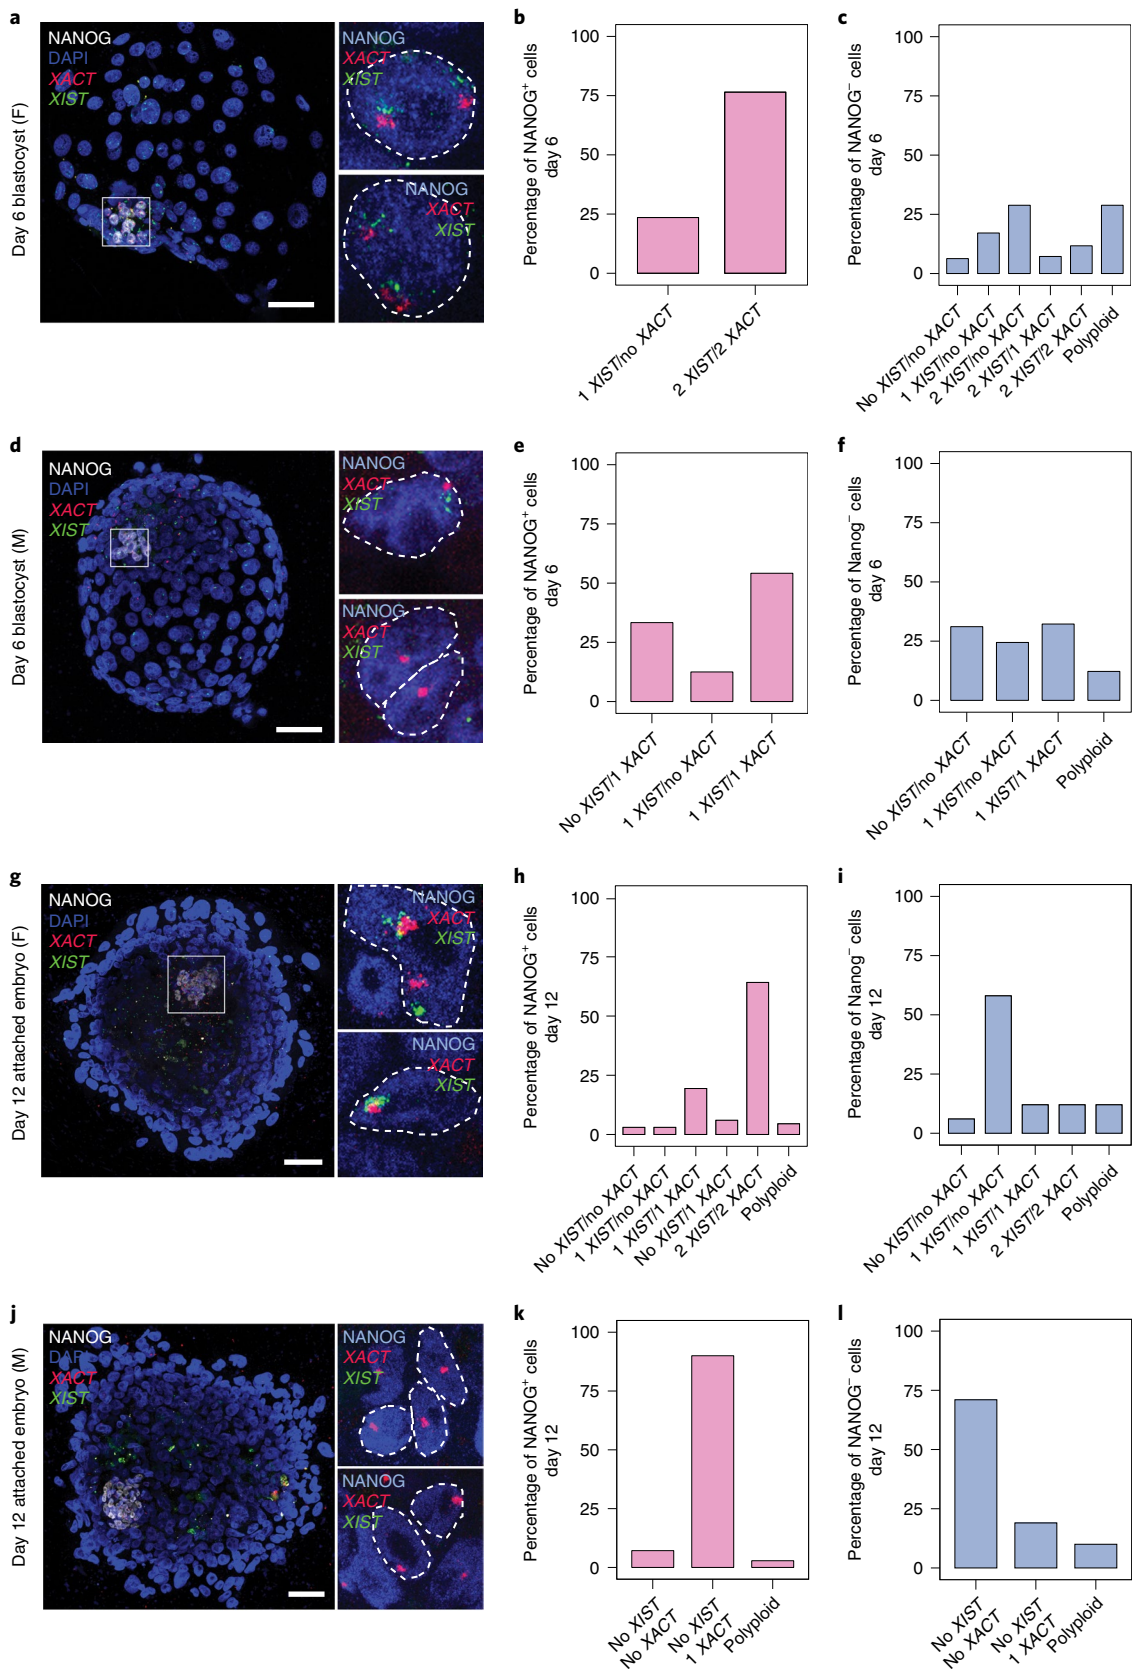 a
Day 6 blastocyst (F)
NANOG
DAPI
XACT
XIST
NANOG
XACT
XIST
NANOG
XACT
XIST
b
Percentage of NANOG+ cells
day 6
100
75
50
25
0
1 XIST/no XACT
2 XIST/2 XACT
c
Percentage of NANOG− cells
day 6
100
75
50
25
0
No XIST/no XACT
1 XIST/no XACT
2 XIST/no XACT
2 XIST/1 XACT
2 XIST/2 XACT
Polyploid
d
Day 6 blastocyst (M)
NANOG
DAPI
XACT
XIST
NANOG
XACT
XIST
NANOG
XACT
XIST
e
Percentage of NANOG+ cells
day 6
100
75
50
25
0
No XIST/1 XACT
1 XIST/no XACT
1 XIST/1 XACT
f
Percentage of Nanog− cells
day 6
100
75
50
25
0
No XIST/no XACT
1 XIST/no XACT
1 XIST/1 XACT
Polyploid
g
Day 12 attached embryo (F)
NANOG
DAPI
XACT
XIST
NANOG
XACT
XIST
NANOG
XACT
XIST
h
Percentage of NANOG+ cells
day 12
100
75
50
25
0
No XIST/no XACT
1 XIST/no XACT
1 XIST/1 XACT
No XIST/1 XACT
2 XIST/2 XACT
Polyploid
i
Percentage of Nanog− cells
day 12
100
75
50
25
0
No XIST/no XACT
1 XIST/no XACT
1 XIST/1 XACT
2 XIST/2 XACT
Polyploid
j
Day 12 attached embryo (M)
NANOG
DAPI
XACT
XIST
NANOG
XACT
XIST
NANOG
XACT
XIST
k
Percentage of NANOG+ cells
day 12
100
75
50
25
0
No XIST
No XACT
No XIST
1 XACT
Polyploid
l
Percentage of NANOG− cells
day 12
100
75
50
25
0
No XIST
No XACT
No XIST
1 XACT
Polyploid